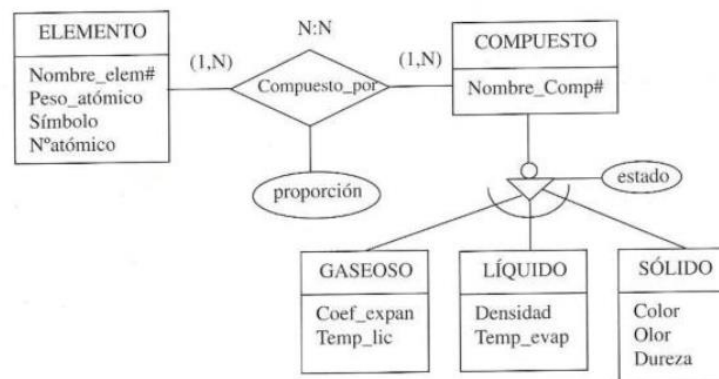 ELEMENTO
Nombre_elem#
Peso_atómico
Símbolo
Nºatómico
(1,N)
N:N
Compuesto_por
(1,N)
proporción
COMPUESTO
Nombre_Comp#
estado
GASEOSO
Coef_expan
Temp_lic
LÍQUIDO
Densidad
Temp_evap
SÓLIDO
Color
Olor
Dureza